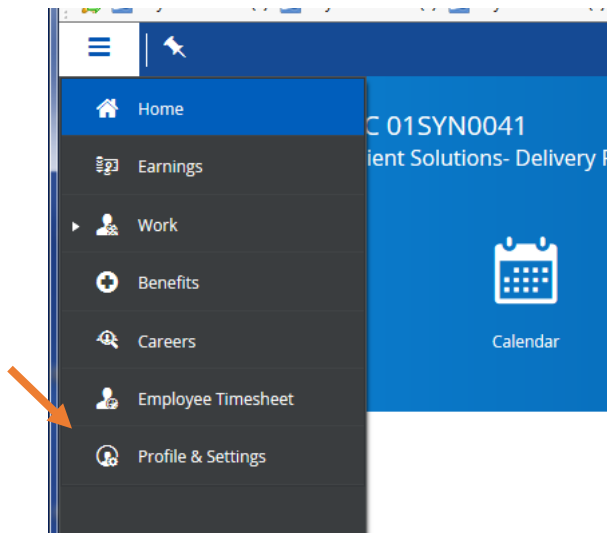 Home
C 01SYN0041
Earnings
ient Solutions- Delivery
Work
Benefits
Careers
Calendar
Employee Timesheet
Profile & Settings